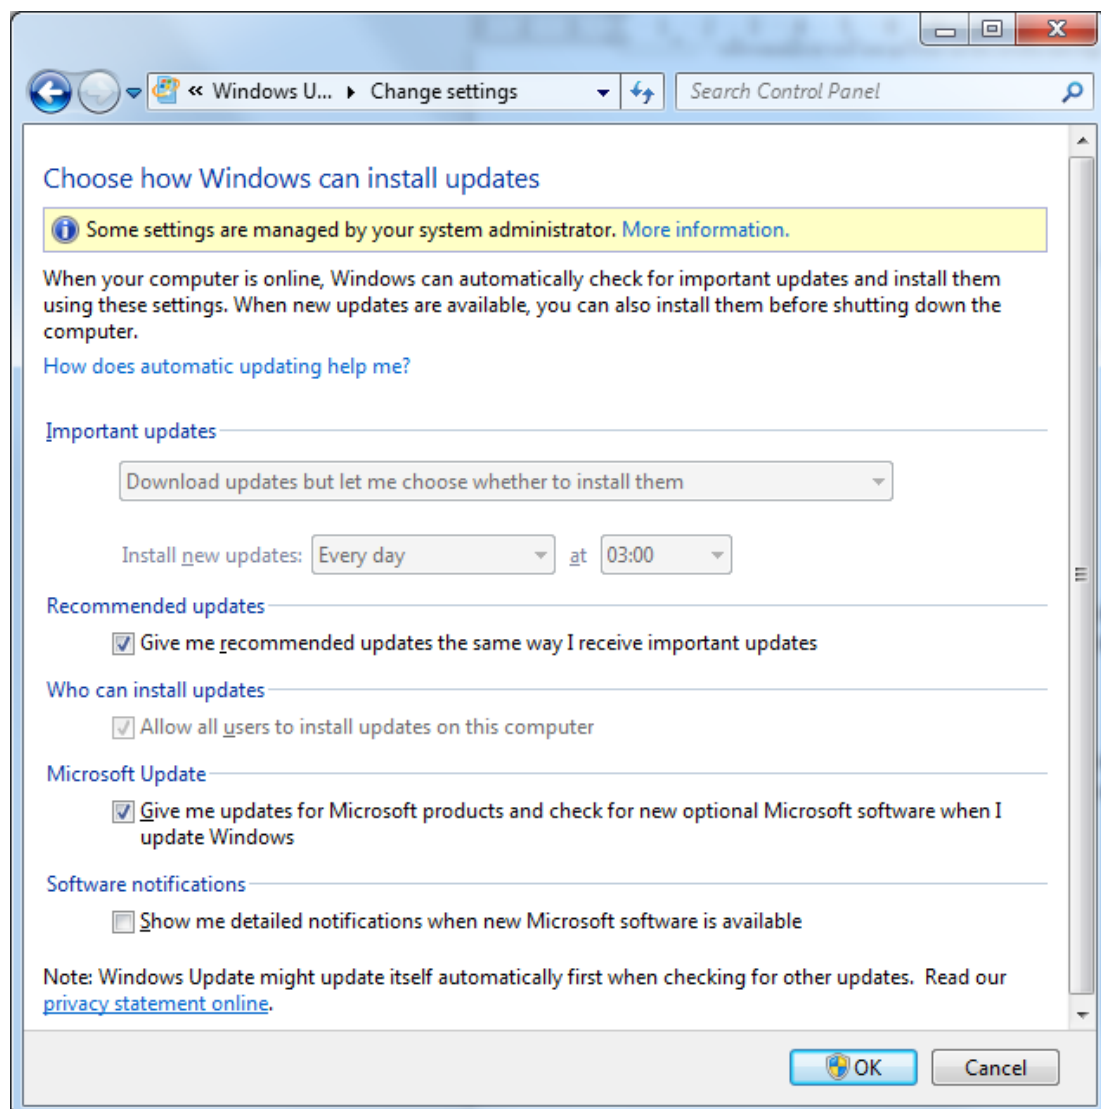 « Windows U... ▸ Change settings
Search Control Panel
Choose how Windows can install updates
Some settings are managed by your system administrator. More information.
When your computer is online, Windows can automatically check for important updates and install them
using these settings. When new updates are available, you can also install them before shutting down the
computer.
How does automatic updating help me?
Important updates
Download updates but let me choose whether to install them
Install new updates: Every day at 03:00
Recommended updates
Give me recommended updates the same way I receive important updates
Who can install updates
Allow all users to install updates on this computer
Microsoft Update
Give me updates for Microsoft products and check for new optional Microsoft software when I
update Windows
Software notifications
Show me detailed notifications when new Microsoft software is available
Note: Windows Update might update itself automatically first when checking for other updates. Read our
privacy statement online.
OK Cancel